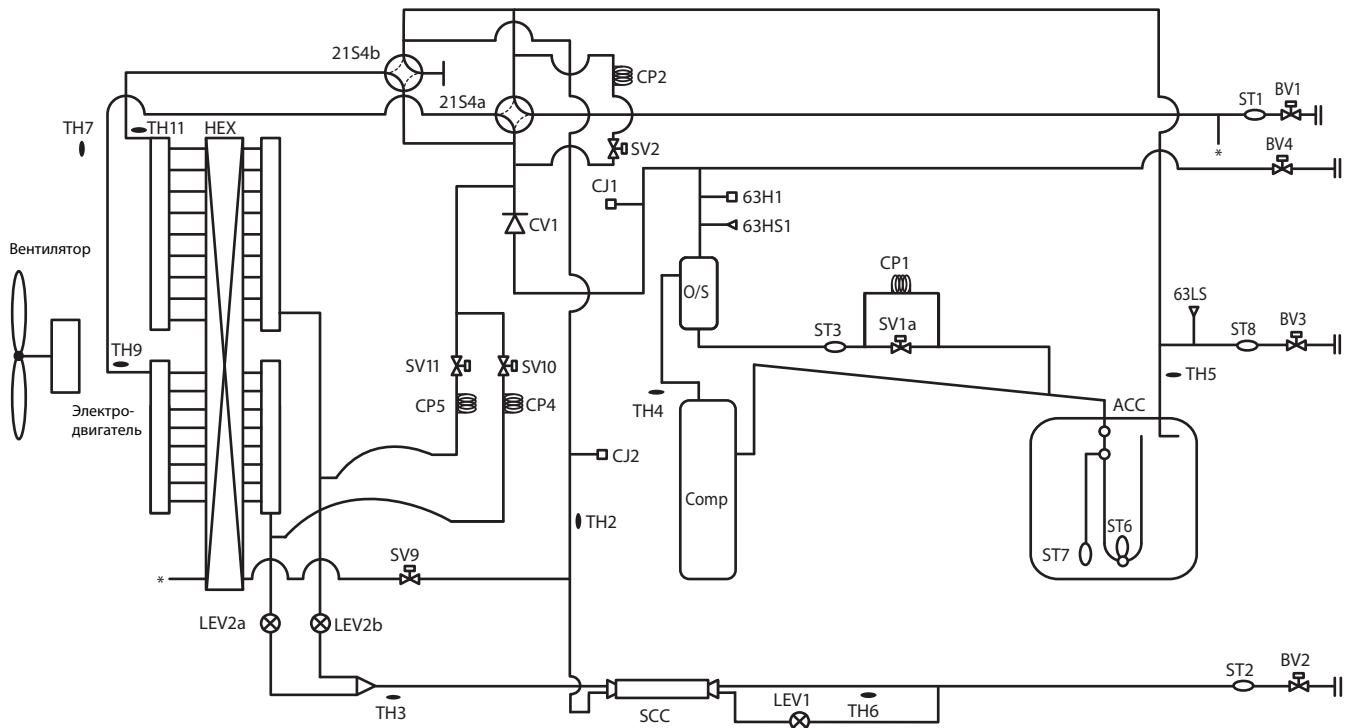 21S4b
CP2
21S4a
ST1
BV1
TH7
TH11
HEX
SV2
*
BV4
CJ1
63H1
63HS1
CV1
Вентилятор
O/S
CP1
63LS
ST3
SV1a
ST8
BV3
TH9
SV11
SV10
TH5
TH4
ACC
CP5
CP4
Электро-
двигатель
CJ2
Comp
TH2
ST6
ST7
SV9
*
LEV2a
LEV2b
ST2
BV2
TH3
SCC
LEV1
TH6